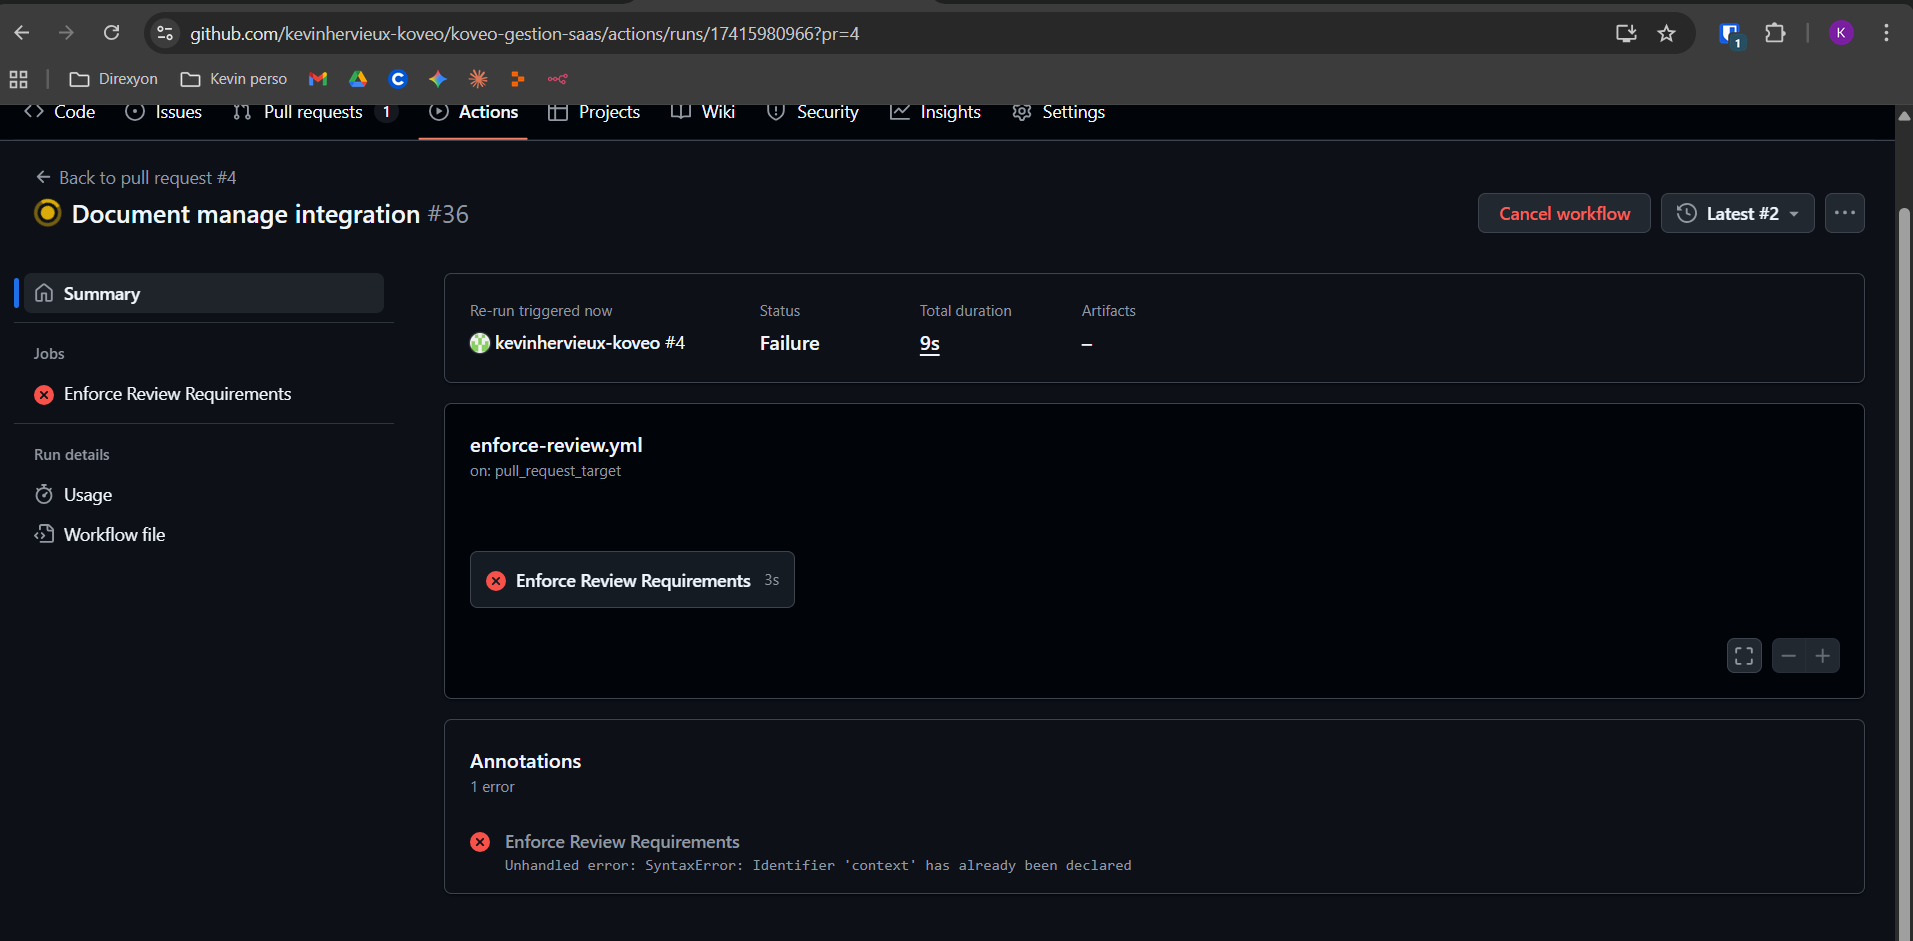 github.com/kevinhervieux-koveo/koveo-gestion-saas/actions/runs/17415980966?pr=4
1
K
Direxyon
Kevin perso
Code
Issues
Pull requests 1
Actions
Projects
Wiki
Security
Insights
Settings
Back to pull request #4
Document manage integration #36
Cancel workflow
Latest #2
Summary
Jobs
Enforce Review Requirements
Run details
Usage
Workflow file
Re-run triggered now
kevinhervieux-koveo #4
Status
Failure
Total duration
9s
Artifacts
–
enforce-review.yml
on: pull_request_target
Enforce Review Requirements 3s
Annotations
1 error
Enforce Review Requirements
Unhandled error: SyntaxError: Identifier 'context' has already been declared